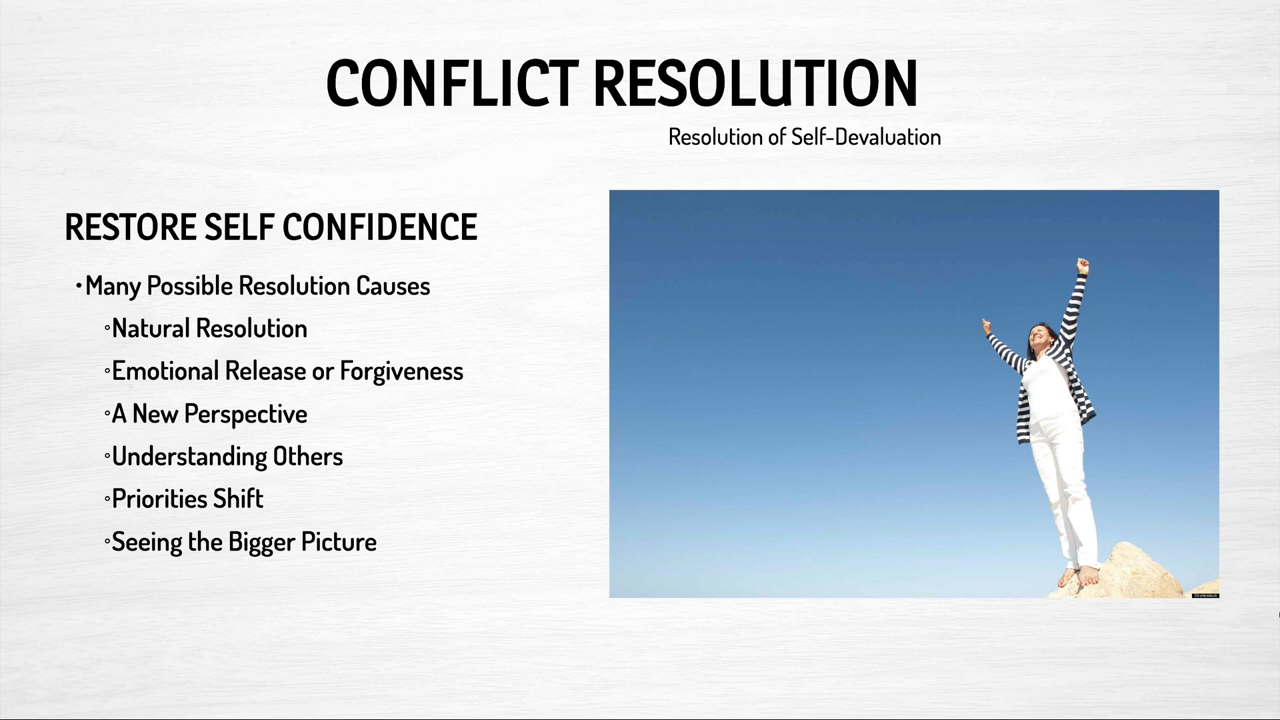 CONFLICT RESOLUTION
Resolution of Self-Devaluation
RESTORE SELF CONFIDENCE
•Many Possible Resolution Causes
◦Natural Resolution
◦Emotional Release or Forgiveness
◦A New Perspective
◦Understanding Others
◦Priorities Shift
◦Seeing the Bigger Picture